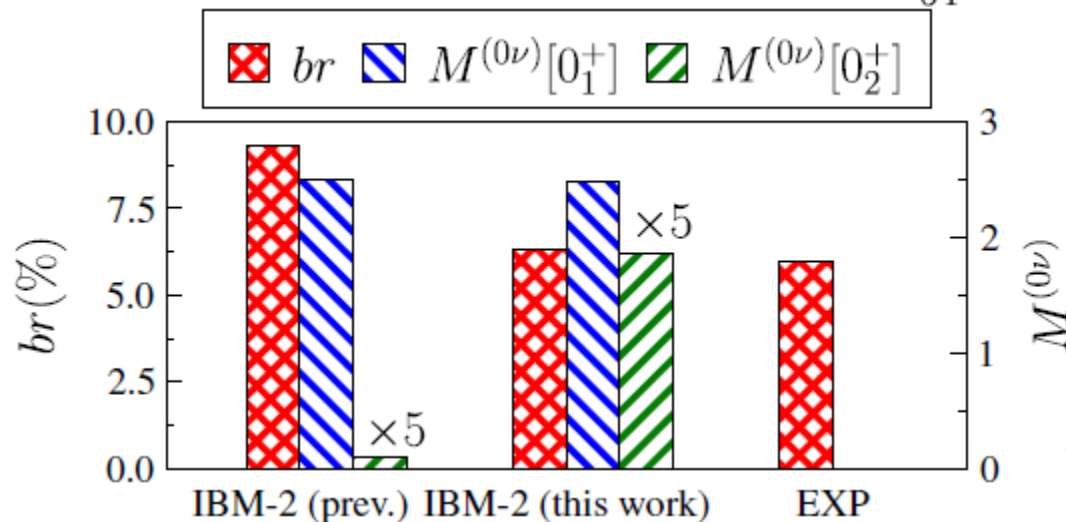 br M^{(0ν)}[0_1^+] M^{(0ν)}[0_2^+]
10.0
7.5
5.0
2.5
0.0
br(%)
3
2
1
0
M^{(0ν)}
×5
×5
IBM-2 (prev.) IBM-2 (this work) EXP